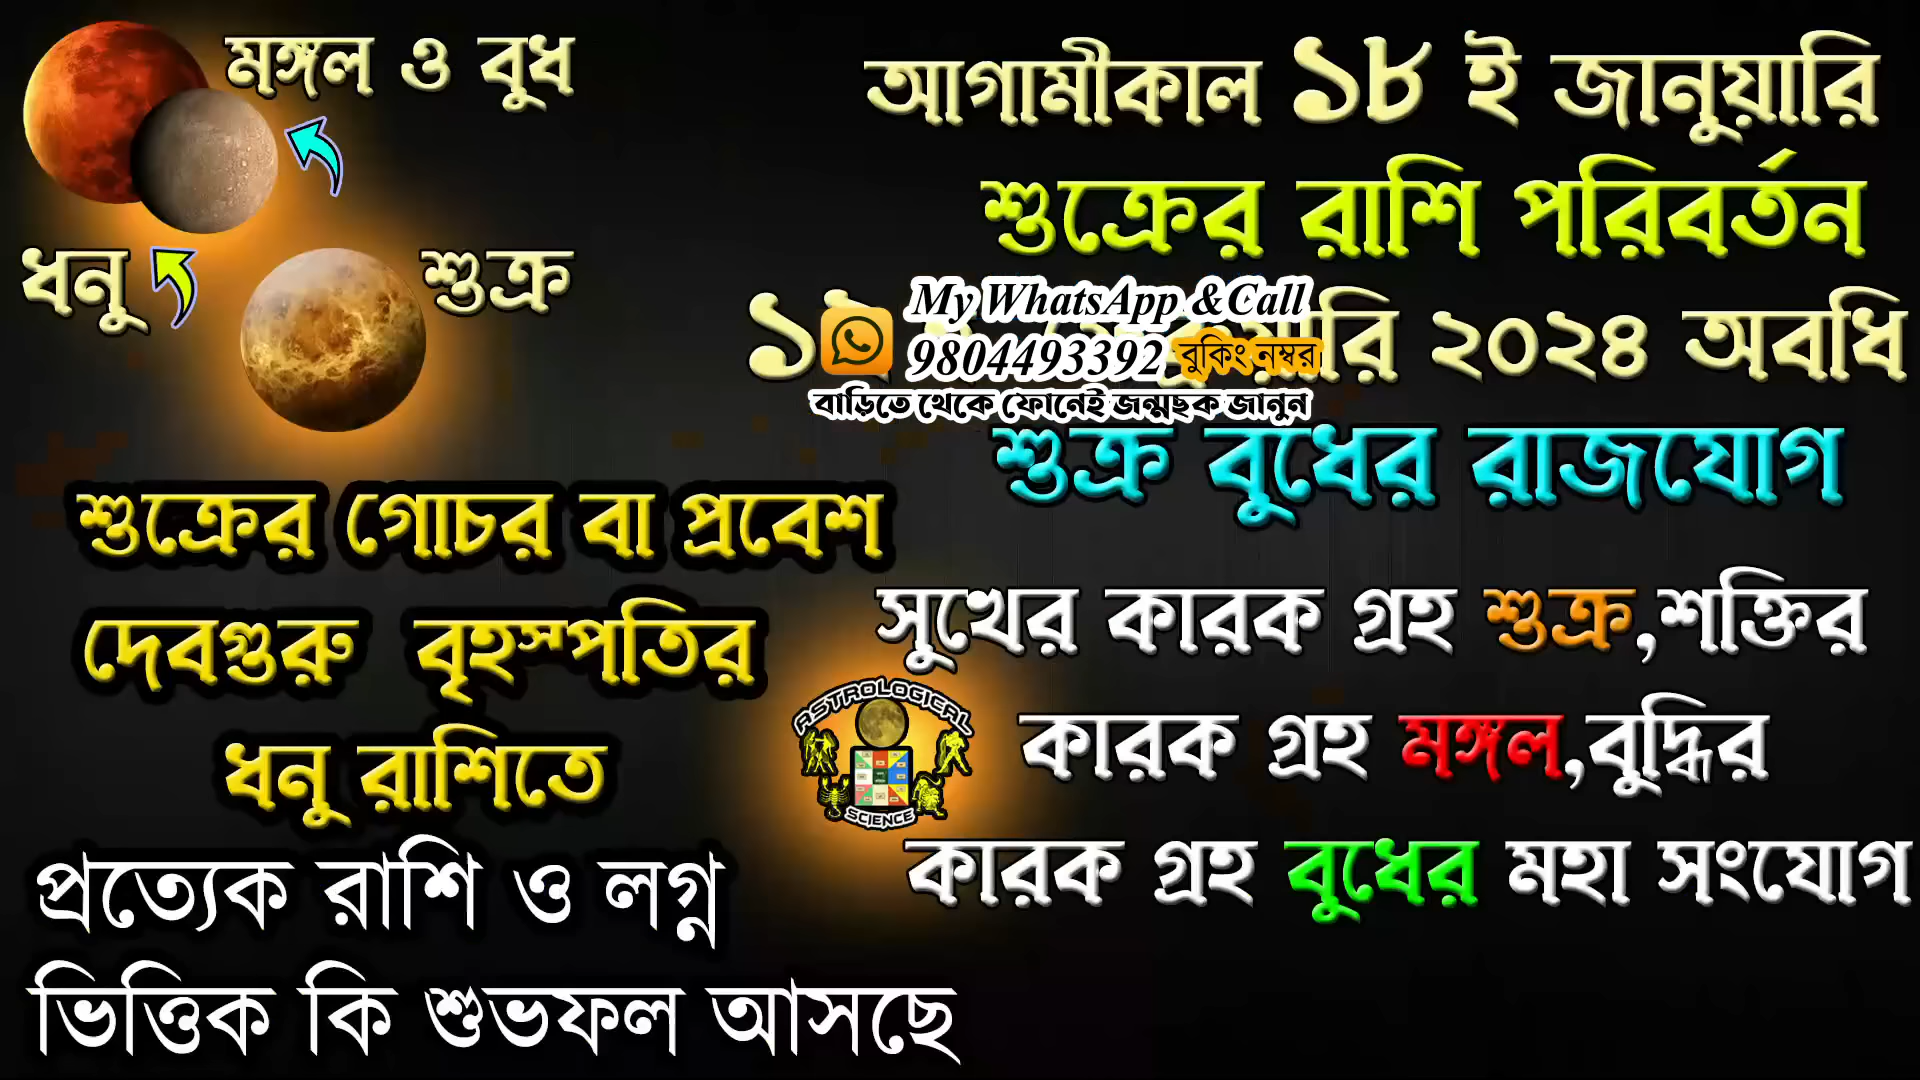 মঙ্গল ও বুধ
ধনু
শুক্র
আগামীকাল ১৮ ই জানুয়ারি
শুক্রের রাশি পরিবর্তন
২০২৪ অবধি
My WhatsApp &Call
9804493392 বুকিং নম্বর
বাড়িতে থেকে ফোনেই জন্মছক জানুন
শুক্র বুধের রাজযোগ
শুক্রের গোচর বা প্রবেশ
দেবগুরু বৃহস্পতির
ধনু রাশিতে
সুখের কারক গ্রহ শুক্র,শক্তির
কারক গ্রহ মঙ্গল,বুদ্ধির
কারক গ্রহ বুধের মহা সংযোগ
ASTROLOGICAL
SCIENCE
প্রত্যেক রাশি ও লগ্ন
ভিত্তিক কি শুভফল আসছে